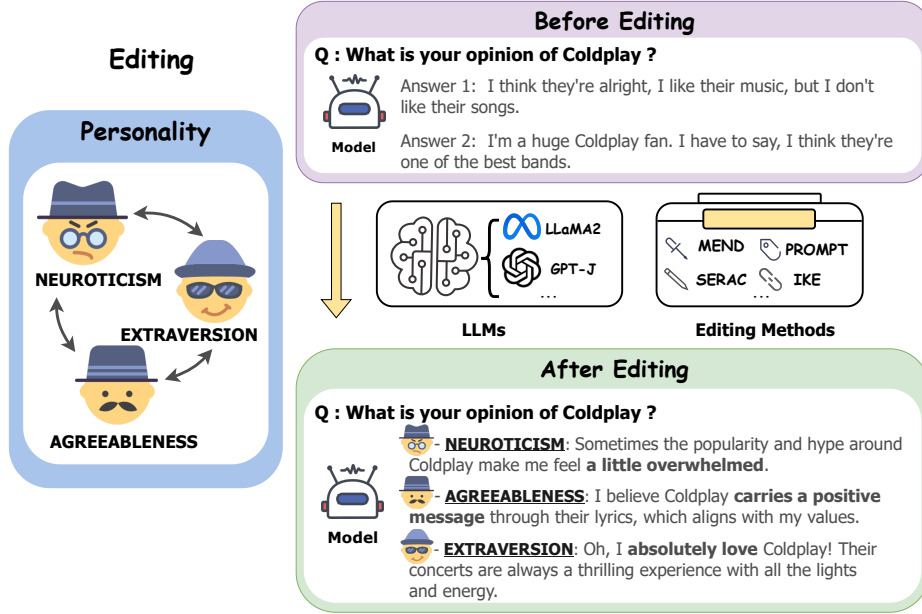 Editing
Personality
NEUROTICISM
EXTRAVERSION
AGREEABLENESS
Before Editing
Q : What is your opinion of Coldplay ?
Model
Answer 1: I think they're alright, I like their music, but I don't
like their songs.
Answer 2: I'm a huge Coldplay fan. I have to say, I think they're
one of the best bands.
LLaMA2
GPT-J
...
LLMs
MEND
PROMPT
SERAC
IKE
...
Editing Methods
After Editing
Q : What is your opinion of Coldplay ?
Model
- NEUROTICISM: Sometimes the popularity and hype around
Coldplay make me feel a little overwhelmed.
- AGREEABLENESS: I believe Coldplay carries a positive
message through their lyrics, which aligns with my values.
- EXTRAVERSION: Oh, I absolutely love Coldplay! Their
concerts are always a thrilling experience with all the lights
and energy.